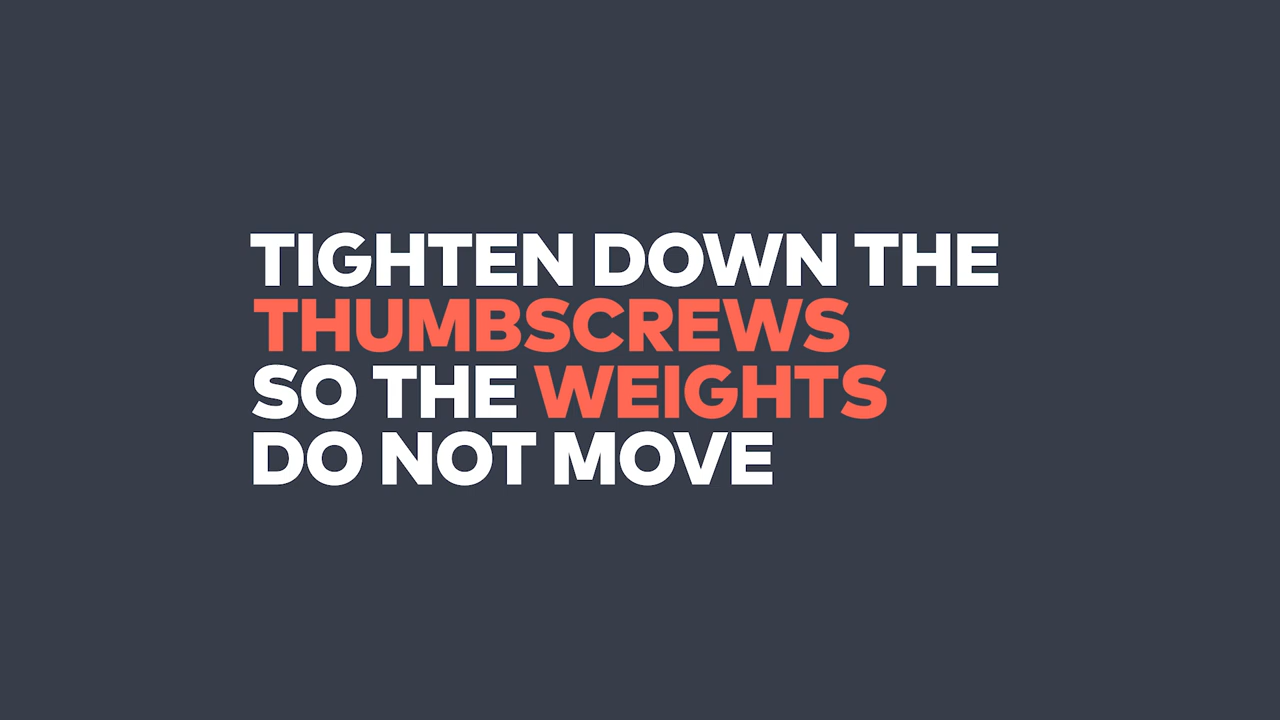 TIGHTEN DOWN THE
THUMBSCREWS
SO THE WEIGHTS
DO NOT MOVE